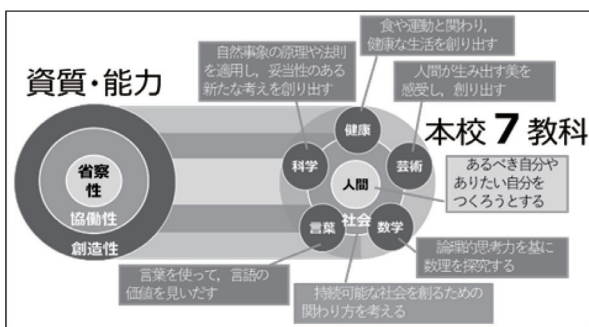 食や運動と関わり，
健康な生活を創り出す
自然事象の原理や法則
を適用し，妥当性のある
新たな考えを創り出す
人間が生み出す美を
感受し，創り出す
資質・能力
本校7教科
健康
科学
芸術
人間
省察
性
協働性
創造性
あるべき自分や
ありたい自分を
つくろうとする
言葉
社会
数学
論理的思考力を基に
数理を探究する
言葉を使って，言語の
価値を見いだす
持続可能な社会を創るための
関わり方を考える